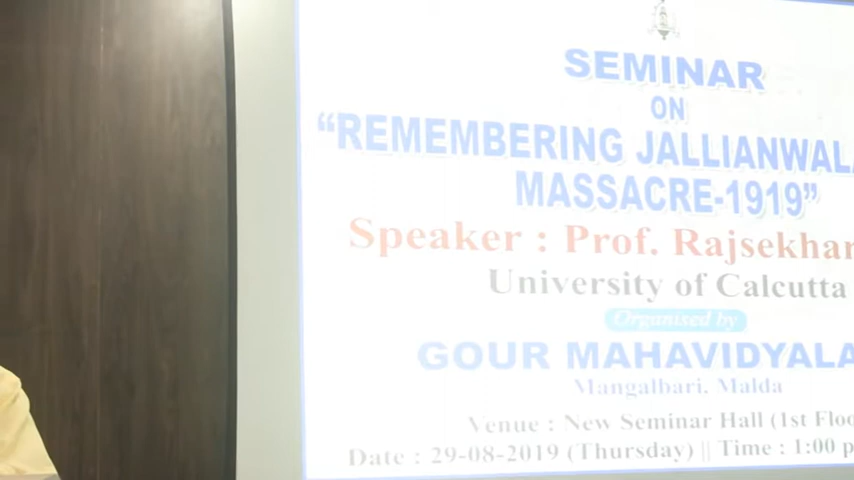 SEMINAR
ON
“REMEMBERING JALLIANWALA
MASSACRE-1919”
Speaker : Prof. Rajsekhar
University of Calcutta
Organised by
GOUR MAHAVIDYALA
Mangalbari, Malda
Venue : New Seminar Hall (1st Floo
Date : 29-08-2019 (Thursday) || Time : 1:00 p